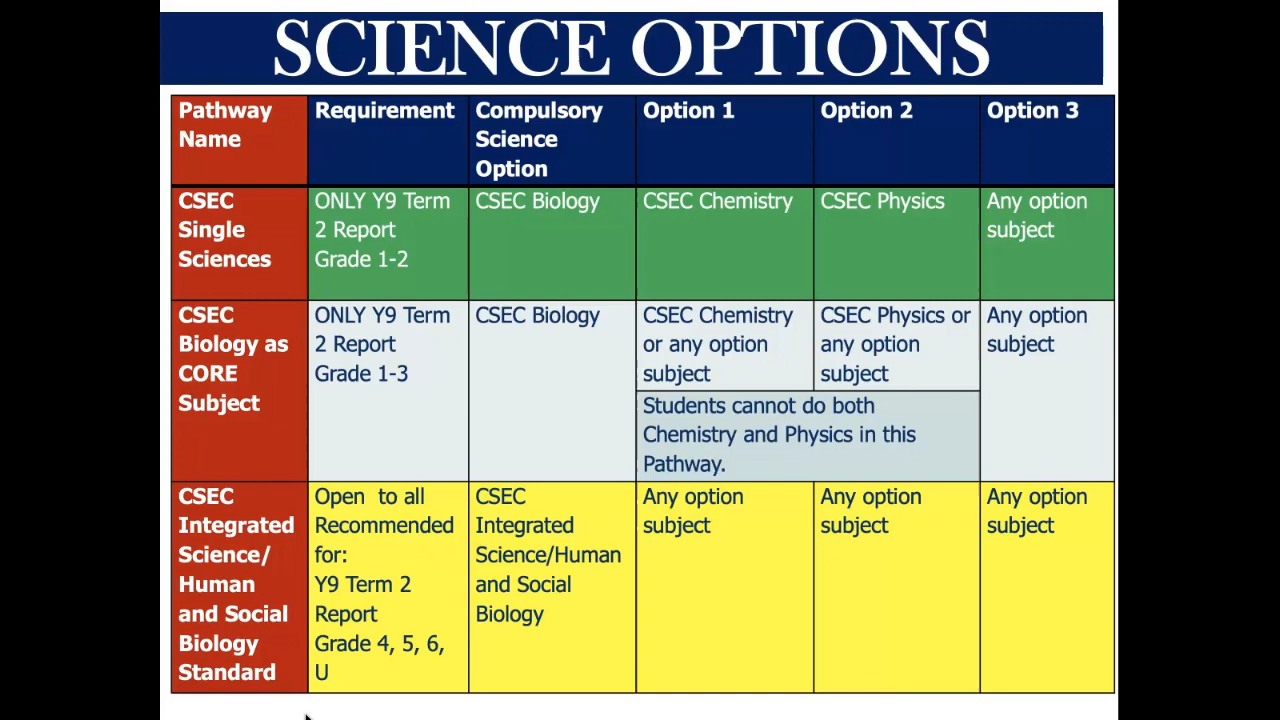 SCIENCE OPTIONS
Pathway
Name
Requirement
Compulsory
Science
Option
Option 1
Option 2
Option 3
CSEC
Single
Sciences
ONLY Y9 Term
2 Report
Grade 1-2
CSEC Biology
CSEC Chemistry
CSEC Physics
Any option
subject
CSEC
Biology as
CORE
Subject
ONLY Y9 Term
2 Report
Grade 1-3
CSEC Biology
CSEC Chemistry
or any option
subject
CSEC Physics or
any option
subject
Any option
subject
Students cannot do both
Chemistry and Physics in this
Pathway.
CSEC
Integrated
Science/
Human
and Social
Biology
Standard
Open to all
Recommended
for:
Y9 Term 2
Report
Grade 4, 5, 6,
U
CSEC
Integrated
Science/Human
and Social
Biology
Any option
subject
Any option
subject
Any option
subject